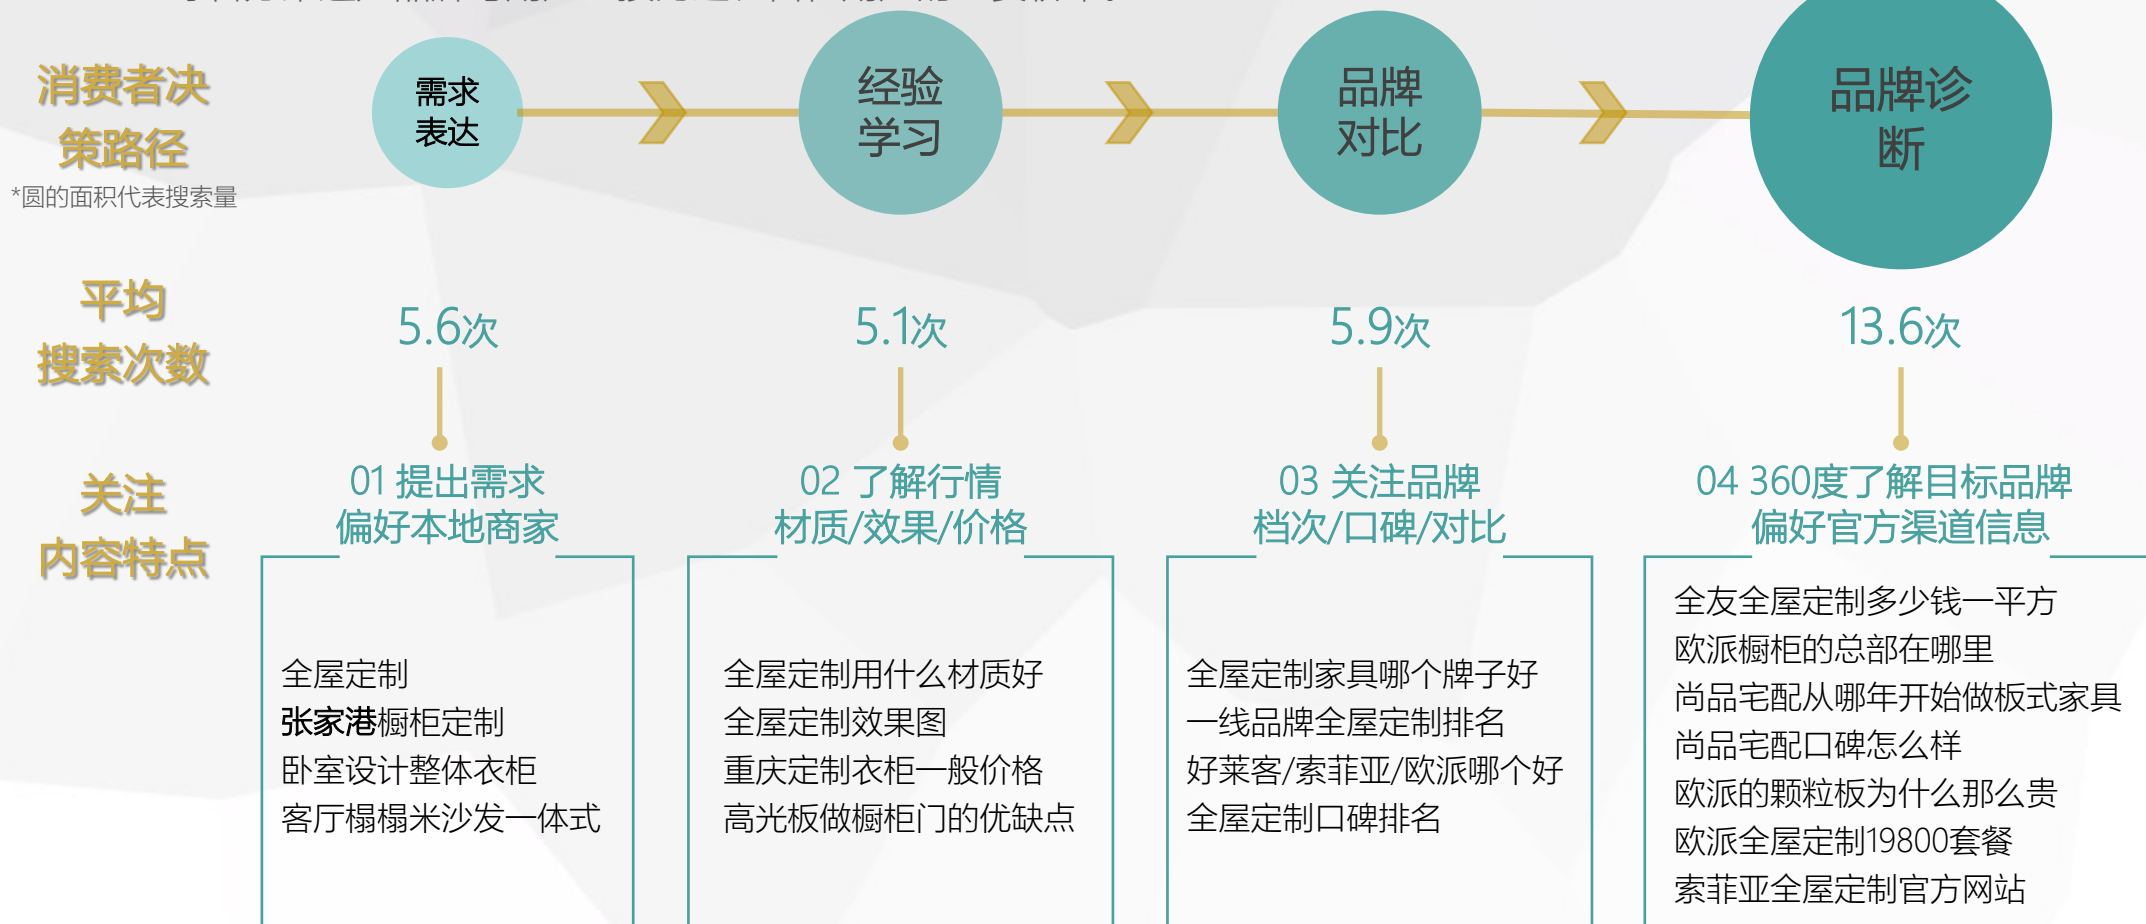 消费者决
策路径
*圆的面积代表搜索量
需求
表达
经验
学习
品牌
对比
品牌诊
断
平均
搜索次数
5.6次
5.1次
5.9次
13.6次
关注
内容特点
01 提出需求
偏好本地商家
02 了解行情
材质/效果/价格
03 关注品牌
档次/口碑/对比
04 360度了解目标品牌
偏好官方渠道信息
全屋定制
张家港橱柜定制
卧室设计整体衣柜
客厅榻榻米沙发一体式
全屋定制用什么材质好
全屋定制效果图
重庆定制衣柜一般价格
高光板做橱柜门的优缺点
全屋定制家具哪个牌子好
一线品牌全屋定制排名
好莱客/索菲亚/欧派哪个好
全屋定制口碑排名
全友全屋定制多少钱一平方
欧派橱柜的总部在哪里
尚品宅配从哪年开始做板式家具
尚品宅配口碑怎么样
欧派的颗粒板为什么那么贵
欧派全屋定制19800套餐
索菲亚全屋定制官方网站